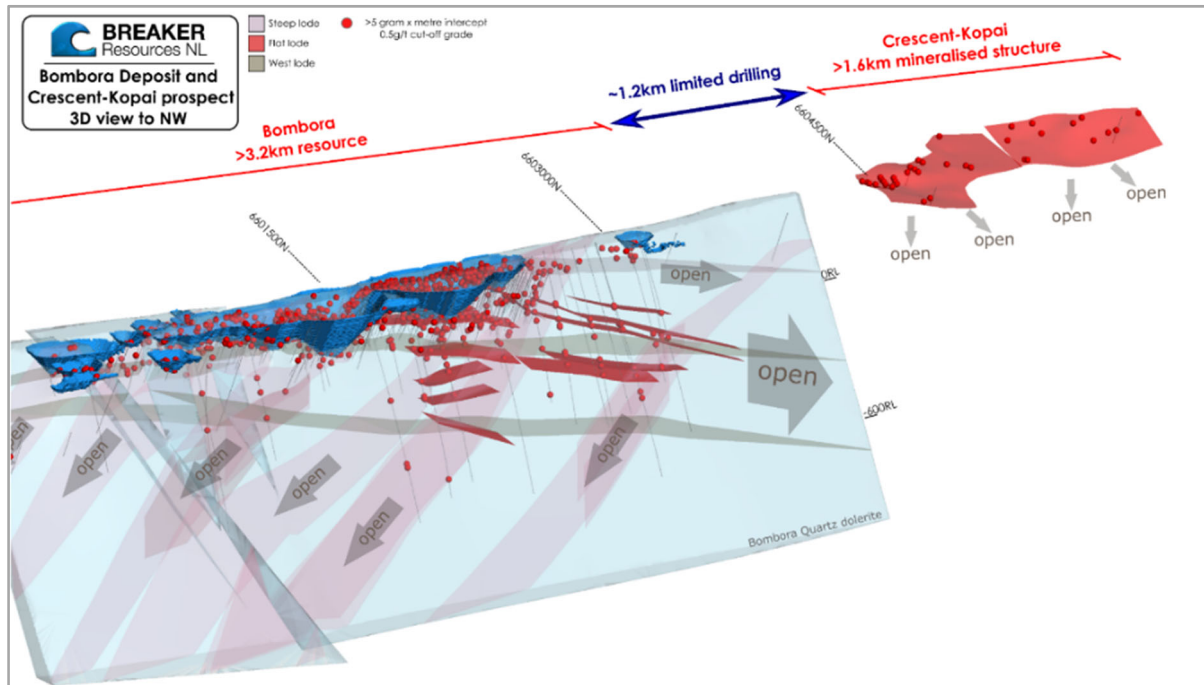 BREAKER
Resources NL
Bombora Deposit and
Crescent-Kopai prospect
3D view to NW
Steep lode
Flat lode
West lode
>5 gram x metre intercept
0.5g/t cut-off grade
Crescent-Kopai
>1.6km mineralised structure
~1.2km limited drilling
Bombora
>3.2km resource
6604500N
6603000N
6601500N
open
open
open
open
open
0RL
open
-600RL
open
open
open
open
open
open
Bombora Quartz dolerite